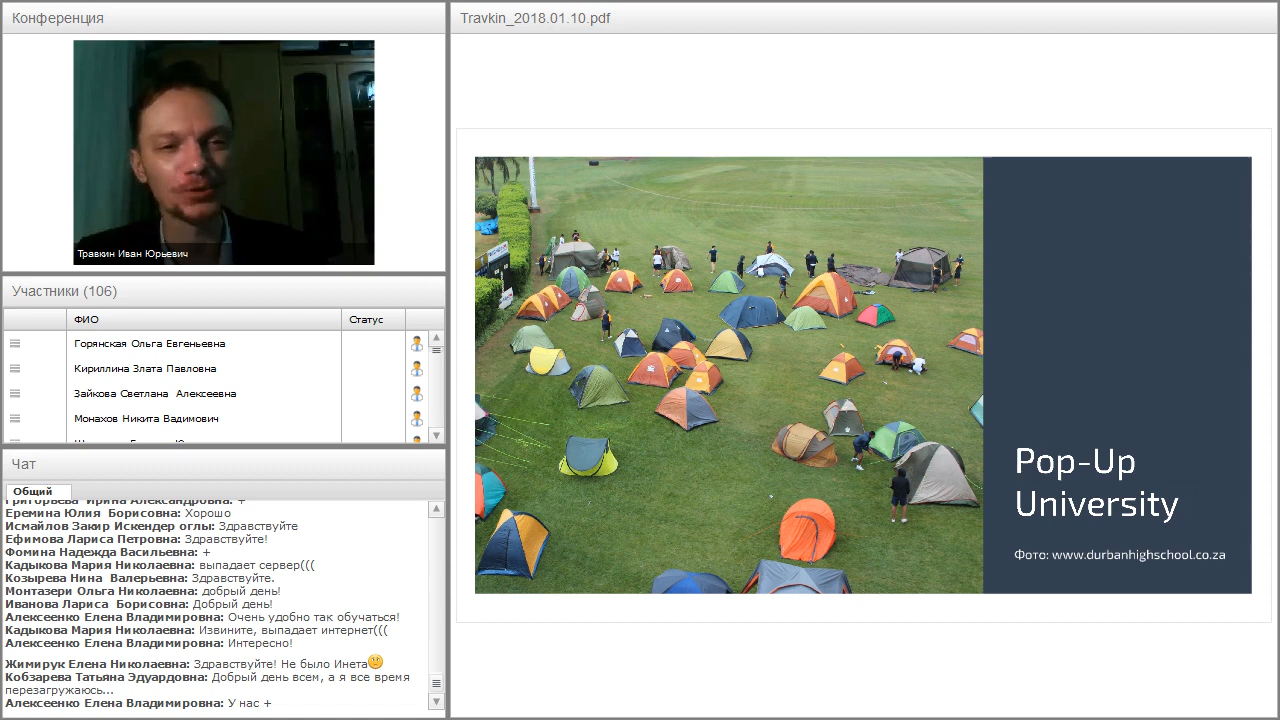 Конференция
Травкин Иван Юрьевич
Участники (106)
ФИО
Статус
Горянская Ольга Евгеньевна
Кириллина Злата Павловна
Зайкова Светлана Алексеевна
Монахов Никита Вадимович
Чат
Общий
Григорьева Ирина Александровна: +
Еремина Юлия Борисовна: Хорошо
Исмайлов Закир Искендер оглы: Здравствуйте
Ефимова Лариса Петровна: Здравствуйте!
Фомина Надежда Васильевна: +
Кадыкова Мария Николаевна: выпадает сервер(((
Козырева Нина Валерьевна: Здравствуйте.
Монтазери Ольга Николаевна: добрый день!
Иванова Лариса Борисовна: Добрый день!
Алексеенко Елена Владимировна: Очень удобно так обучаться!
Кадыкова Мария Николаевна: Извините, выпадает интернет(((
Алексеенко Елена Владимировна: Интересно!
Жимирук Елена Николаевна: Здравствуйте! Не было Инета
Кобзарева Татьяна Эдуардовна: Добрый день всем, а я все время
перезагружаюсь...
Алексеенко Елена Владимировна: У нас +
Travkin_2018.01.10.pdf
Pop-Up
University
Фото: www.durbanhighschool.co.za